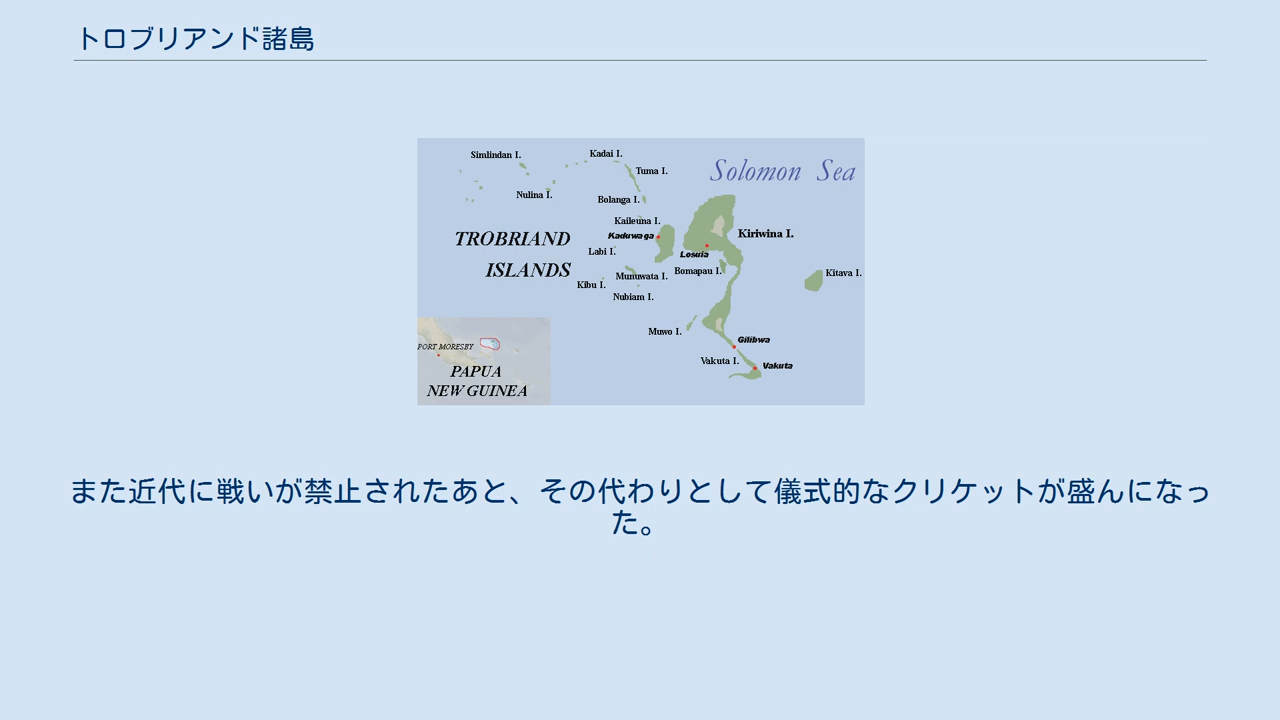 トロブリアンド諸島
Simlindan I.
Kadai I.
Tuma I.
Solomon Sea
Nulina I.
Bolanga I.
Kaileuna I.
Kaduwaga
Kiriwina I.
TROBRIAND
ISLANDS
Labi I.
Losuia
Bomapau I.
Kitava I.
Munuwata I.
Kibu I.
Nubiam I.
Muwo I.
Gilibwa
PORT MORESBY
Vakuta I.
Vakuta
PAPUA
NEW GUINEA
また近代に戦いが禁止されたあと、その代わりとして儀式的なクリケットが盛んになっ
た。